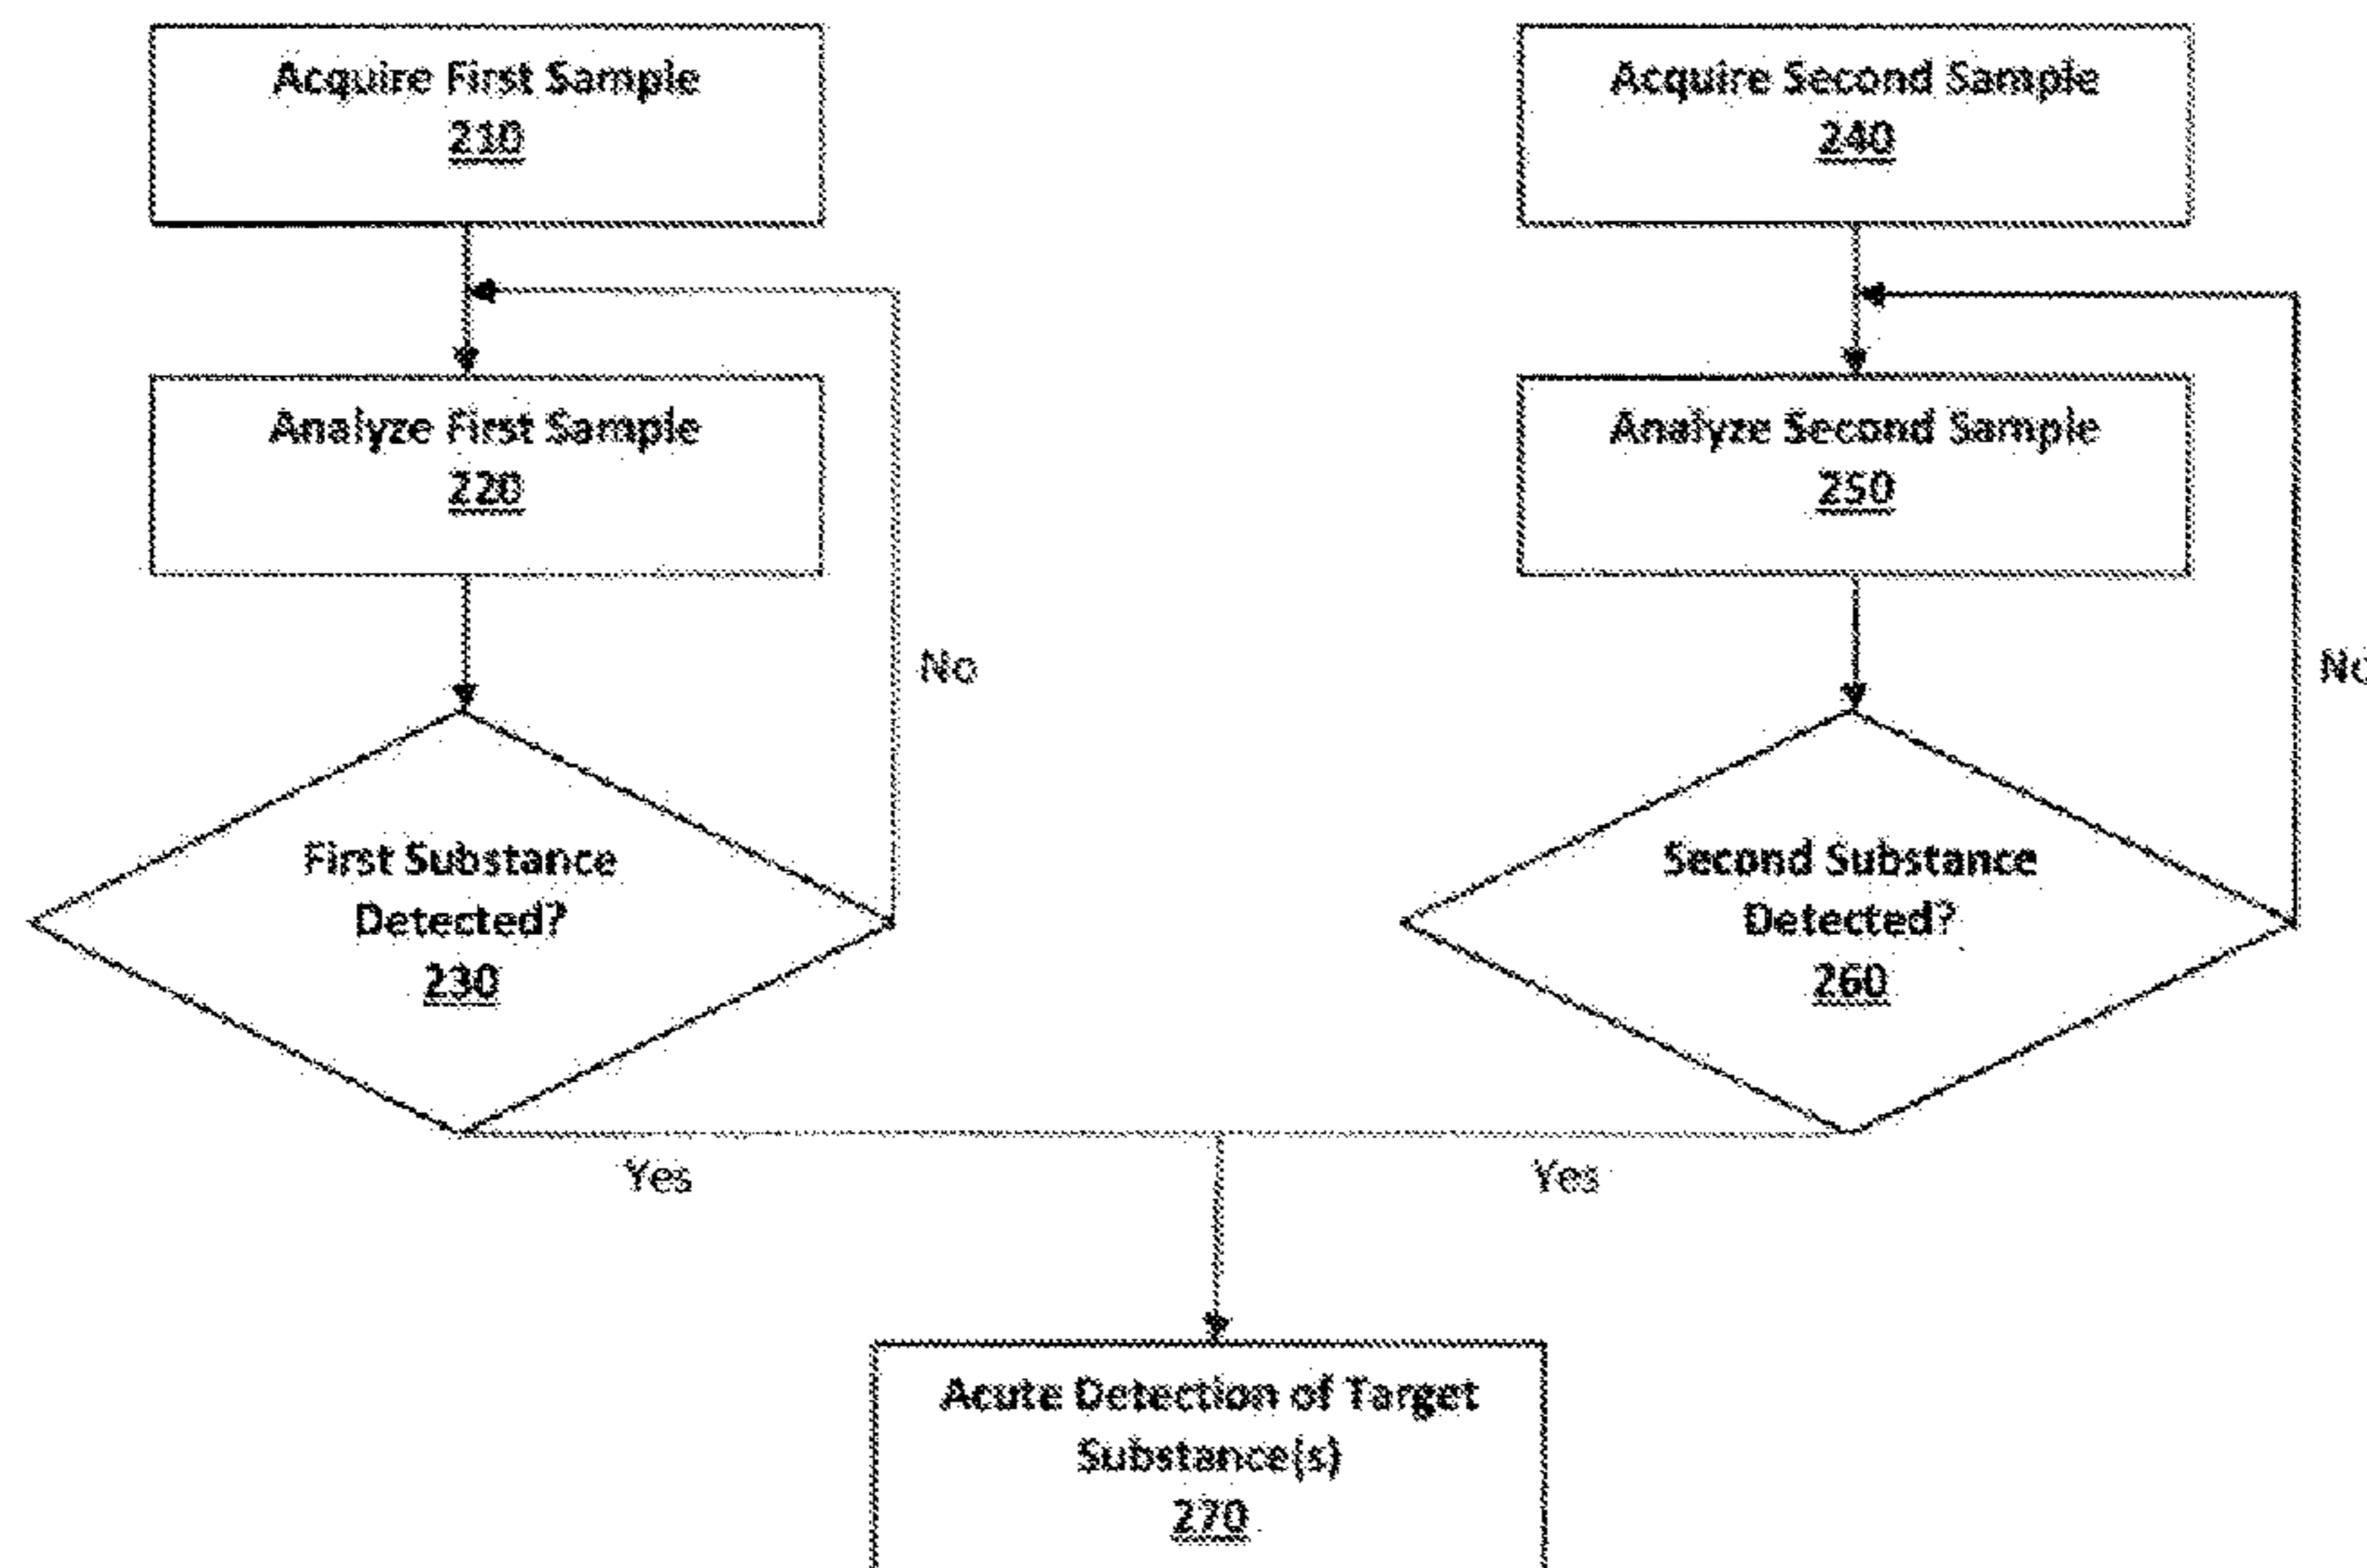 Acquire First Sample
210
Acquire Second Sample
240
Analyze First Sample
220
Analyze Second Sample
250
No
No
First Substance
Detected?
230
Second Substance
Detected?
260
Yes
Yes
Acute Detection of Target
Substance(s)
270